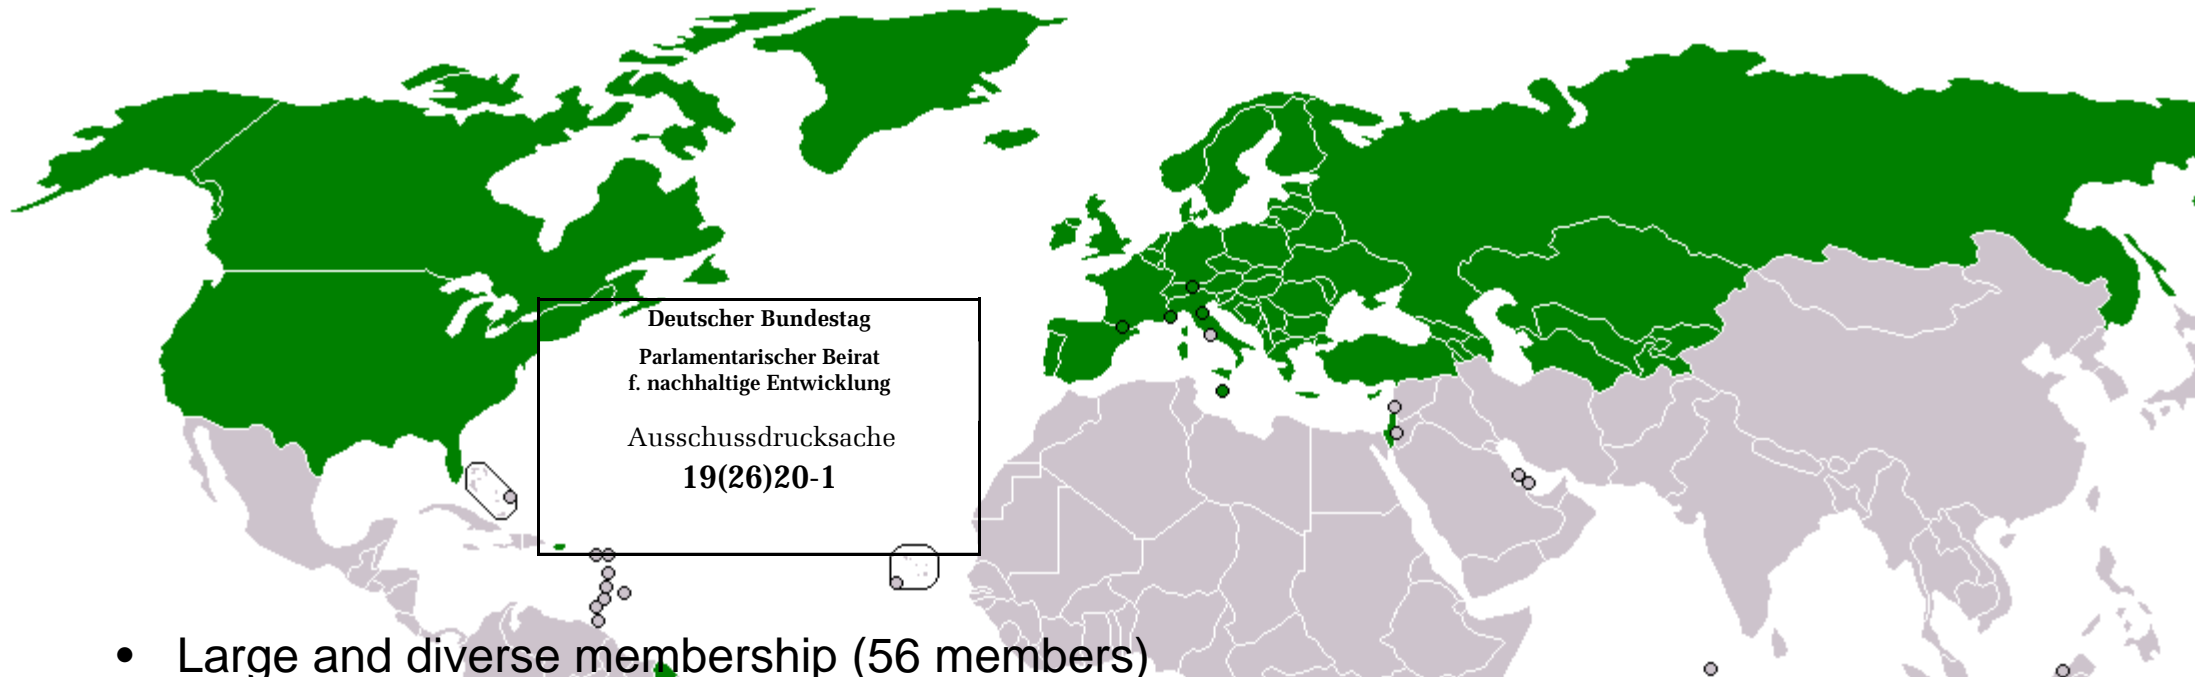 Deutscher Bundestag
Parlamentarischer Beirat
f. nachhaltige Entwicklung
Ausschussdrucksache
19(26)20-1
• Large and diverse membership (56 members)